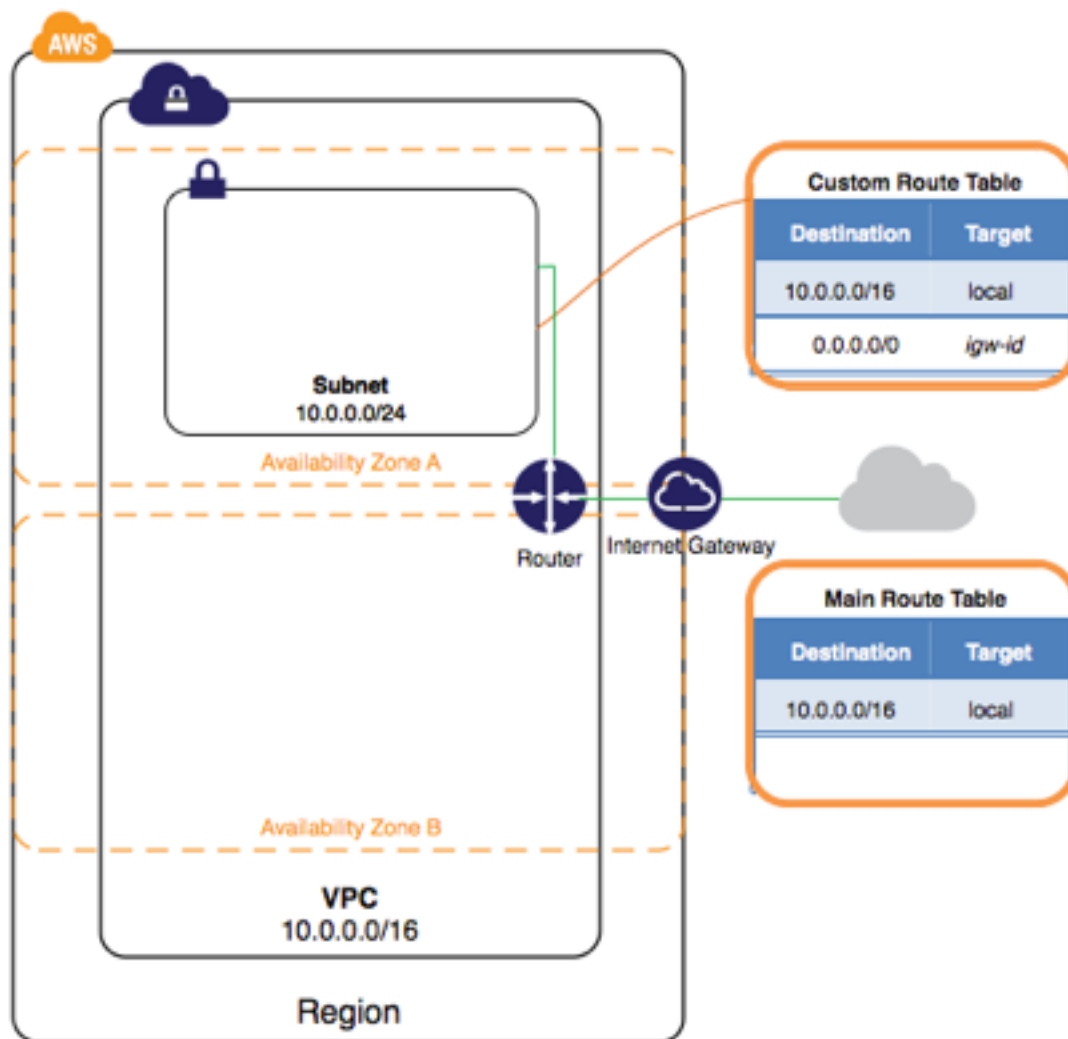 AWS
Custom Route Table
Destination Target
10.0.0.0/16 local
0.0.0.0/0 igw-id
Subnet
10.0.0.0/24
Availability Zone A
Router
Internet Gateway
Main Route Table
Destination Target
10.0.0.0/16 local
Availability Zone B
VPC
10.0.0.0/16
Region